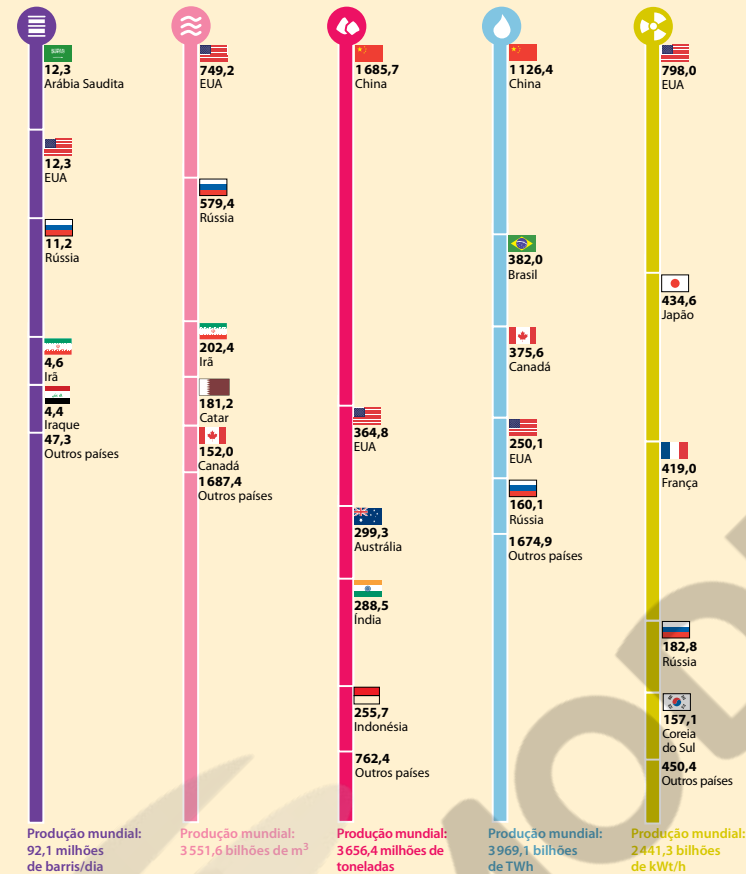 12,3
Arábia Saudita
12,3
EUA
11,2
Rússia
4,6
Irã
4,4
Iraque
47,3
Outros países
Produção mundial:
92,1 milhões
de barris/dia
749,2
EUA
579,4
Rússia
202,4
Irã
181,2
Catar
152,0
Canadá
1 687,4
Outros países
Produção mundial:
3 551,6 bilhões de m³
1 685,7
China
364,8
EUA
299,3
Austrália
288,5
Índia
255,7
Indonésia
762,4
Outros países
Produção mundial:
3 656,4 milhões de
toneladas
1 126,4
China
382,0
Brasil
375,6
Canadá
250,1
EUA
160,1
Rússia
1 674,9
Outros países
Produção mundial:
3 969,1 bilhões
de TWh
798,0
EUA
434,6
Japão
419,0
França
182,8
Rússia
157,1
Coreia
do Sul
450,4
Outros países
Produção mundial:
2 441,3 bilhões
de kWt/h